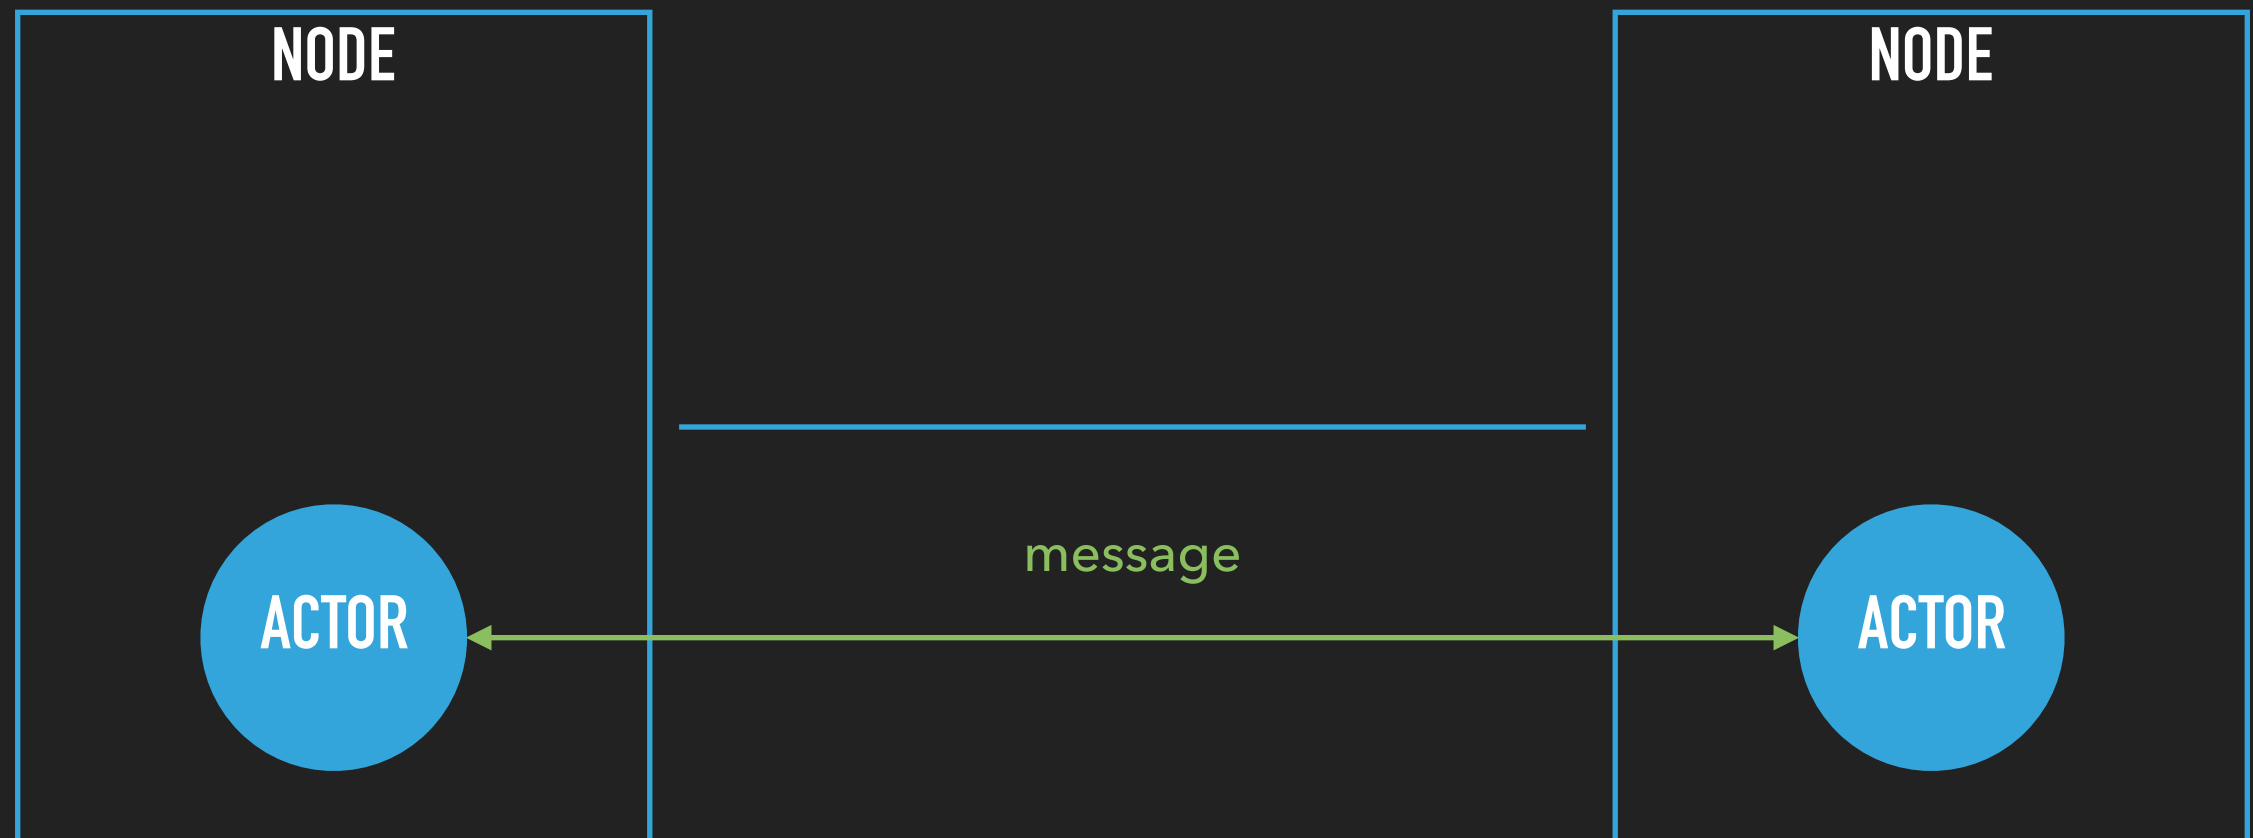 NODE
NODE
message
ACTOR
ACTOR